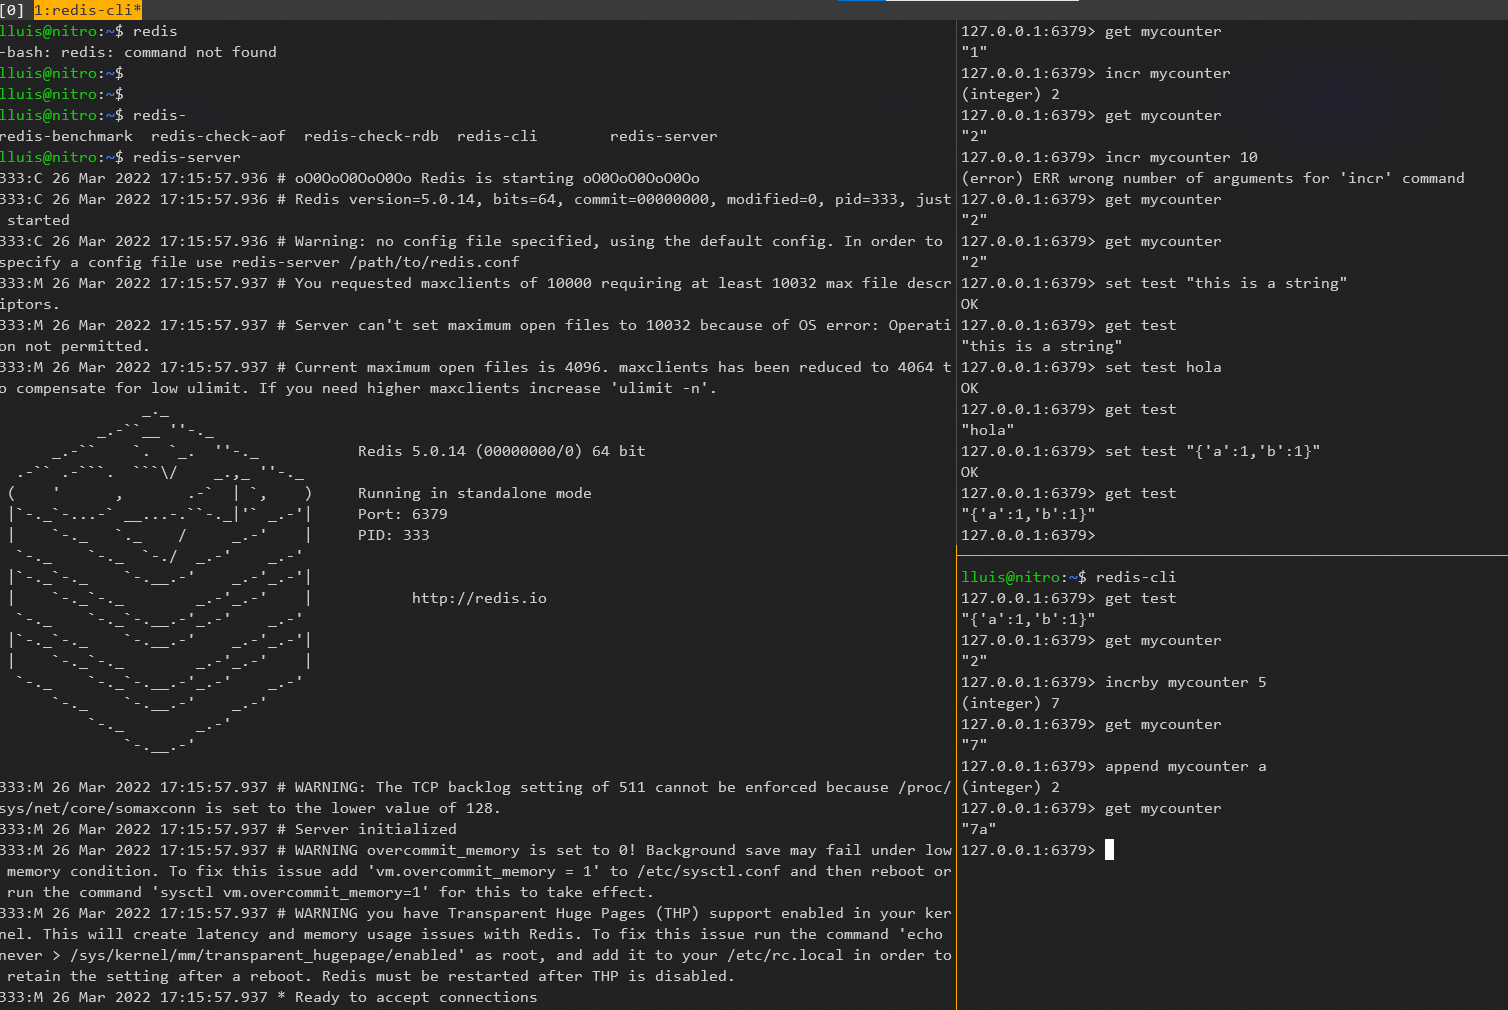 [0] 1:redis-cli*
lluis@nitro:~$ redis
-bash: redis: command not found
lluis@nitro:~$
lluis@nitro:~$
lluis@nitro:~$ redis-
redis-benchmark  redis-check-aof  redis-check-rdb  redis-cli        redis-server
lluis@nitro:~$ redis-server
333:C 26 Mar 2022 17:15:57.936 # oO0OoO0OoO0Oo Redis is starting oO0OoO0OoO0Oo
333:C 26 Mar 2022 17:15:57.936 # Redis version=5.0.14, bits=64, commit=00000000, modified=0, pid=333, just
 started
333:C 26 Mar 2022 17:15:57.936 # Warning: no config file specified, using the default config. In order to
specify a config file use redis-server /path/to/redis.conf
333:M 26 Mar 2022 17:15:57.937 # You requested maxclients of 10000 requiring at least 10032 max file descr
iptors.
333:M 26 Mar 2022 17:15:57.937 # Server can't set maximum open files to 10032 because of OS error: Operati
on not permitted.
333:M 26 Mar 2022 17:15:57.937 # Current maximum open files is 4096. maxclients has been reduced to 4064 t
o compensate for low ulimit. If you need higher maxclients increase 'ulimit -n'.
Redis 5.0.14 (00000000/0) 64 bit
Running in standalone mode
Port: 6379
PID: 333
http://redis.io
333:M 26 Mar 2022 17:15:57.937 # WARNING: The TCP backlog setting of 511 cannot be enforced because /proc/
sys/net/core/somaxconn is set to the lower value of 128.
333:M 26 Mar 2022 17:15:57.937 # Server initialized
333:M 26 Mar 2022 17:15:57.937 # WARNING overcommit_memory is set to 0! Background save may fail under low
 memory condition. To fix this issue add 'vm.overcommit_memory = 1' to /etc/sysctl.conf and then reboot or
 run the command 'sysctl vm.overcommit_memory=1' for this to take effect.
333:M 26 Mar 2022 17:15:57.937 # WARNING you have Transparent Huge Pages (THP) support enabled in your ker
nel. This will create latency and memory usage issues with Redis. To fix this issue run the command 'echo
never > /sys/kernel/mm/transparent_hugepage/enabled' as root, and add it to your /etc/rc.local in order to
 retain the setting after a reboot. Redis must be restarted after THP is disabled.
333:M 26 Mar 2022 17:15:57.937 * Ready to accept connections
127.0.0.1:6379> get mycounter
"1"
127.0.0.1:6379> incr mycounter
(integer) 2
127.0.0.1:6379> get mycounter
"2"
127.0.0.1:6379> incr mycounter 10
(error) ERR wrong number of arguments for 'incr' command
127.0.0.1:6379> get mycounter
"2"
127.0.0.1:6379> get mycounter
"2"
127.0.0.1:6379> set test "this is a string"
OK
127.0.0.1:6379> get test
"this is a string"
127.0.0.1:6379> set test hola
OK
127.0.0.1:6379> get test
"hola"
127.0.0.1:6379> set test "{'a':1,'b':1}"
OK
127.0.0.1:6379> get test
"{'a':1,'b':1}"
127.0.0.1:6379>
lluis@nitro:~$ redis-cli
127.0.0.1:6379> get test
"{'a':1,'b':1}"
127.0.0.1:6379> get mycounter
"2"
127.0.0.1:6379> incrby mycounter 5
(integer) 7
127.0.0.1:6379> get mycounter
"7"
127.0.0.1:6379> append mycounter a
(integer) 2
127.0.0.1:6379> get mycounter
"7a"
127.0.0.1:6379>